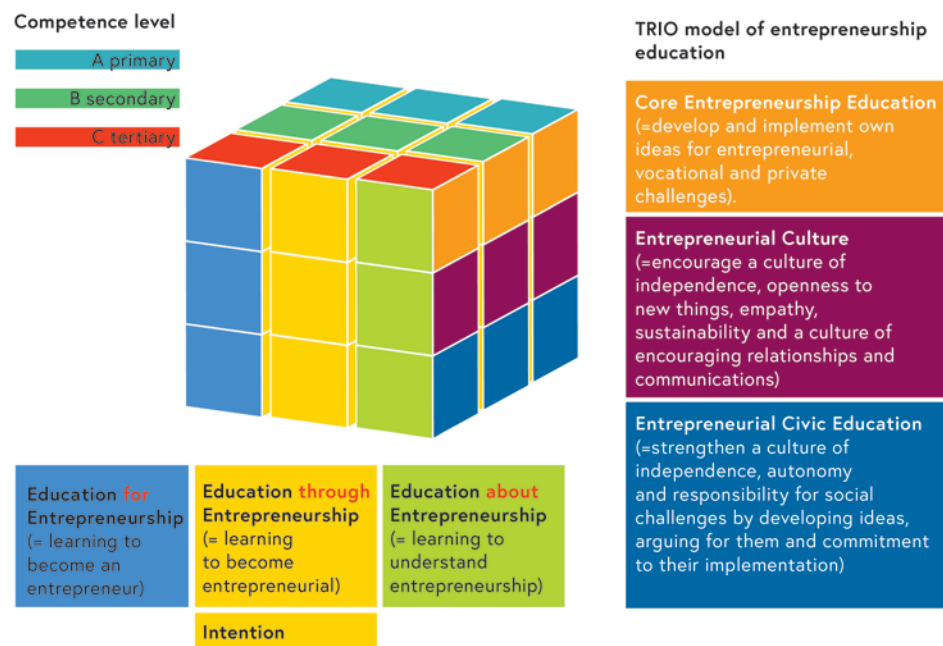 Competence level
A primary
B secondary
C tertiary
TRIO model of entrepreneurship
education
Core Entrepreneurship Education
(=develop and implement own
ideas for entrepreneurial,
vocational and private
challenges).
Entrepreneurial Culture
(=encourage a culture of
independence, openness to
new things, empathy,
sustainability and a culture of
encouraging relationships and
communications)
Entrepreneurial Civic Education
(=strengthen a culture of
independence, autonomy
and responsibility for social
challenges by developing ideas,
arguing for them and commitment
to their implementation)
Education for
Entrepreneurship
(= learning to
become an
entrepreneur)
Education through
Entrepreneurship
(= learning
to become
entrepreneurial)
Education about
Entrepreneurship
(= learning to
understand
entrepreneurship)
Intention